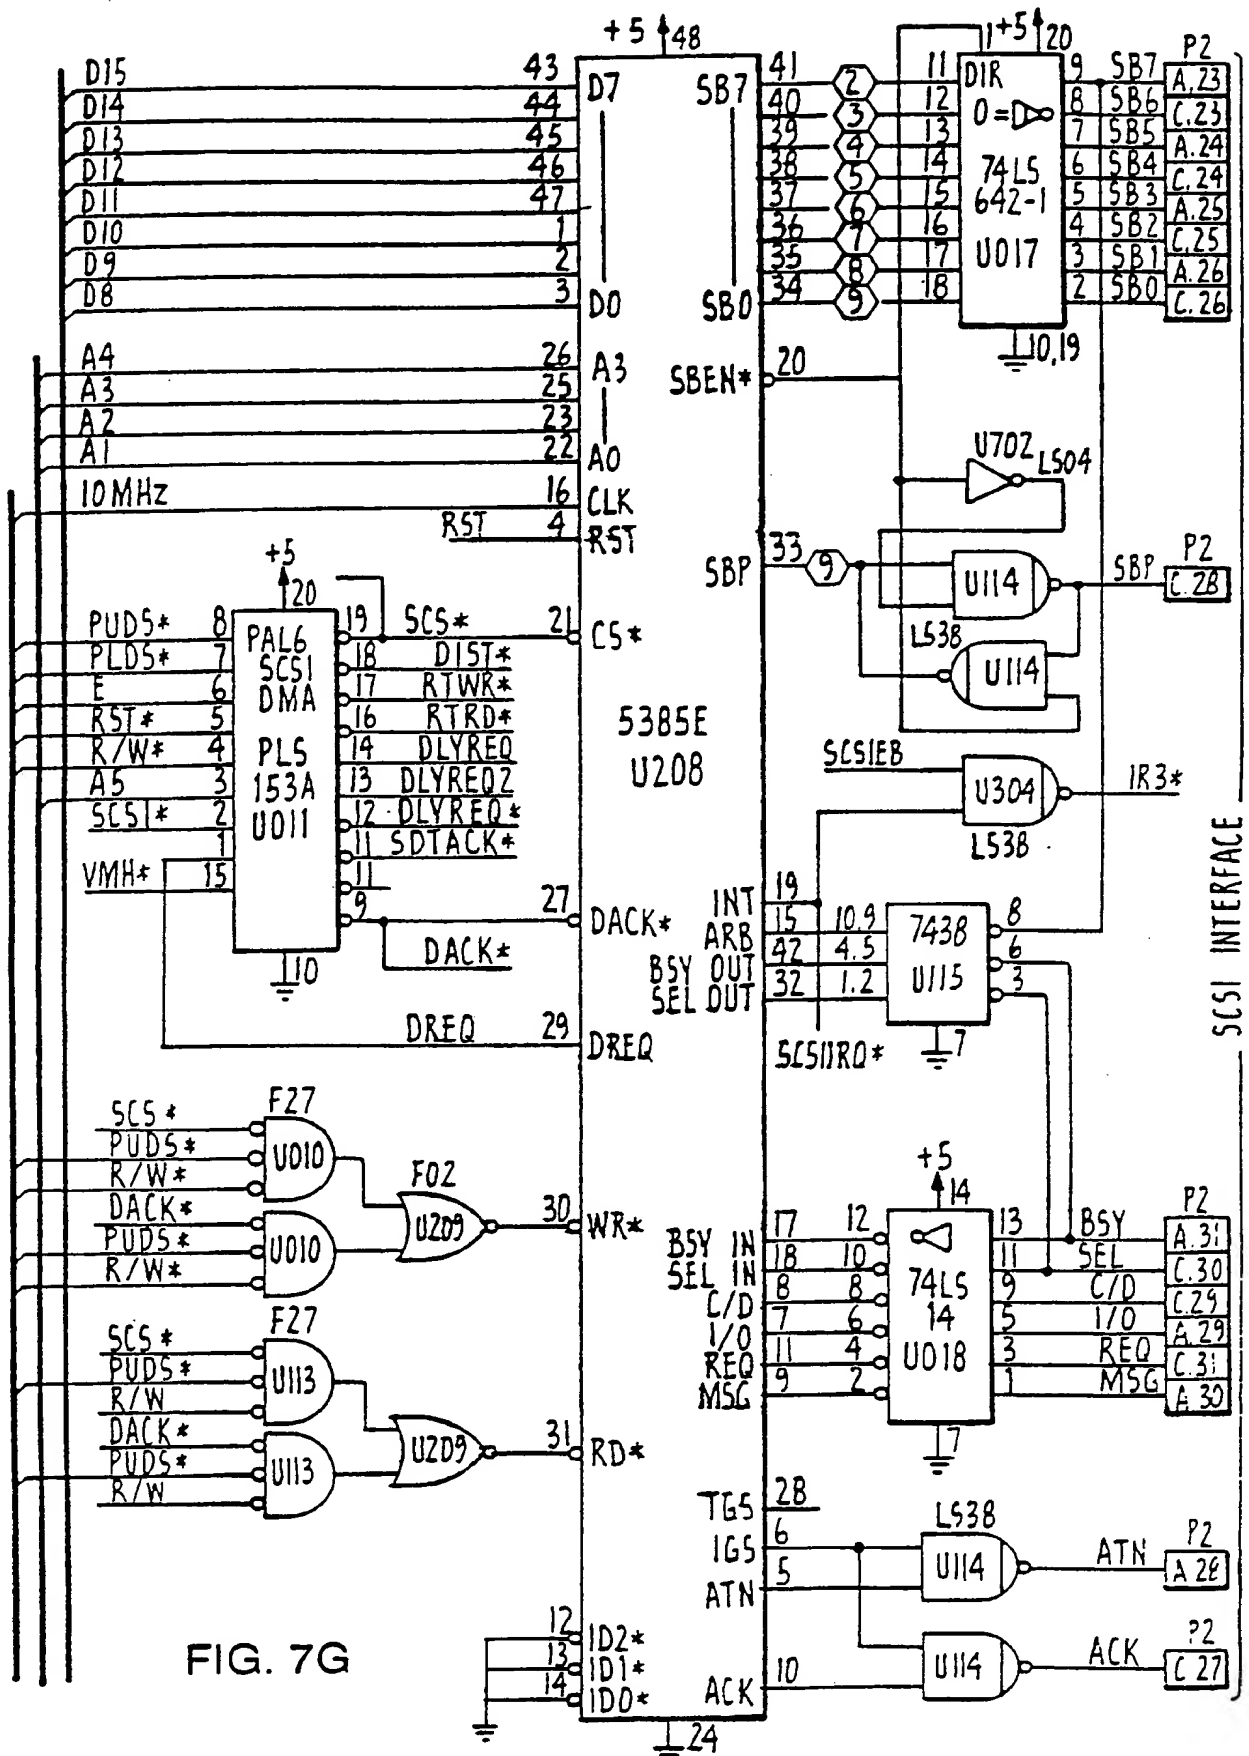 +5 48
1 +5 20
P2
D15 43 D7 SB7 41 2 11 DIR 9 SB7 A.23
D14 44 40 3 12 0= 8 SB6 C.23
D13 45 39 4 13 7 SB5 A.24
D12 46 38 5 14 74LS 6 SB4 C.24
D11 47 37 6 15 642-1 5 SB3 A.25
D10 1 36 7 16 4 SB2 C.25
D9 2 35 8 17 U017 3 SB1 A.26
D8 3 D0 SB0 34 9 18 2 SB0 C.26
10,19
A4 26 A3 SBEN* 20
A3 25
A2 23
A1 22 A0
U702 LS04
10MHZ 16 CLK
RST 4 RST
SBP 33 9 U114 SBP P2 C.28
LS38
U114
+5 20
PUDS* 8 PAL6 19 SCS* 21 CS*
PLDS* 7 SCSI 18 DIST*
E 6 DMA 17 RTWR*
RST* 5 16 RTRD*
R/W* 4 PLS 14 DLYREQ
A5 3 153A 13 DLYREQ2
SCSI* 2 U011 12 DLYREQ*
1 11 SDTACK*
VMH* 15 11
9 27 DACK*
DACK*
10
5385E
U208
SCSIEB U304 IR3*
LS38
INT 19
ARB 15 10.9 7438 8
BSY OUT 42 4.5 U115 6
SEL OUT 32 1.2 3
SCSIIRQ* 7
DREQ 29 DREQ
SCSI INTERFACE
F27
SCS*
PUDS* U010
R/W*
F02
U209 30 WR*
DACK*
PUDS* U010
R/W*
+5 14
P2
BSY IN 17 12 13 BSY A.31
SEL IN 18 10 11 SEL C.30
C/D 8 8 74LS 9 C/D C.29
I/O 7 6 14 5 I/O A.29
REQ 11 4 U018 3 REQ C.31
MSG 9 2 1 MSG A.30
7
F27
SCS*
PUDS* U113
R/W
U209 31 RD*
DACK*
PUDS* U113
R/W
TGS 28
IGS 6 LS38
ATN 5 U114 ATN P2 A 28
12 ID2*
13 ID1*
14 ID0*
ACK 10 U114 ACK P2 C 27
24
FIG. 7G